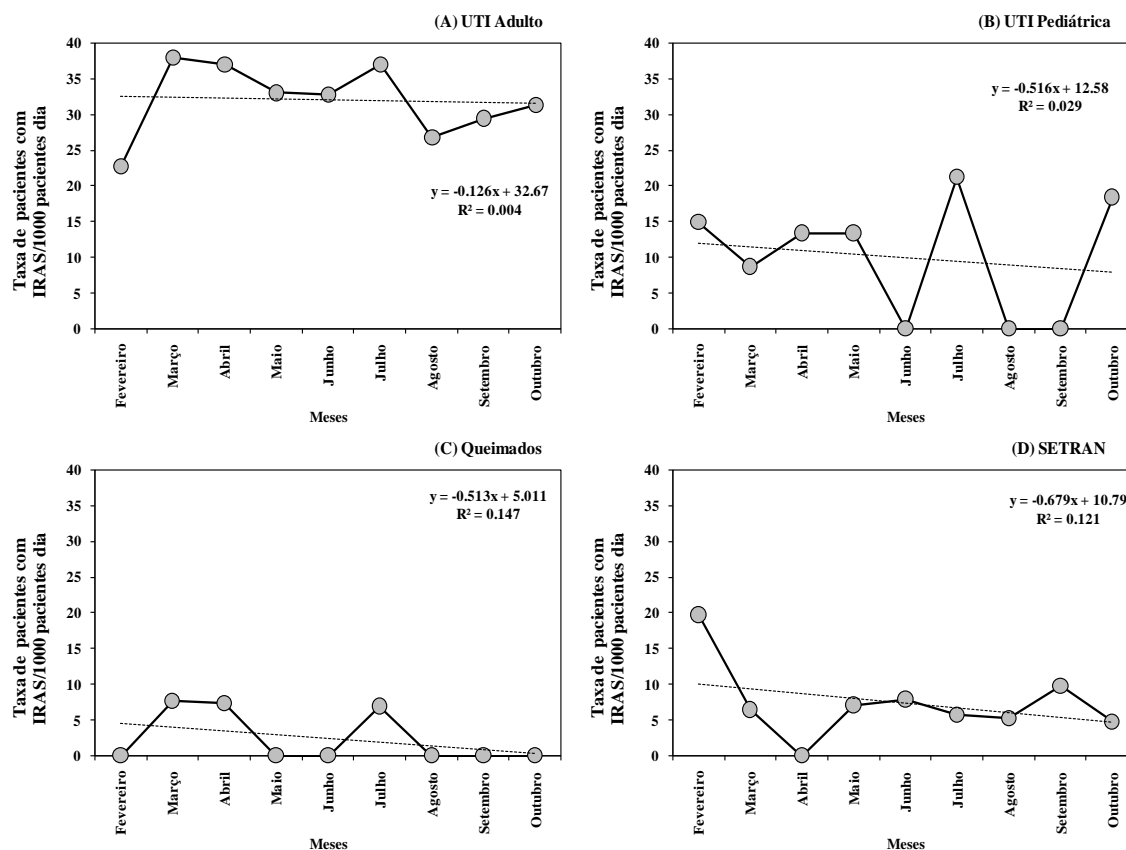 (A) UTI Adulto
Taxa de pacientes com
IRAS/1000 pacientes dia
40
35
30
25
20
15
10
5
0
y = -0.126x + 32.67
R² = 0.004
Fevereiro
Março
Abril
Maio
Junho
Julho
Agosto
Setembro
Outubro
Meses
(B) UTI Pediátrica
Taxa de pacientes com
IRAS/1000 pacientes dia
40
35
30
25
20
15
10
5
0
y = -0.516x + 12.58
R² = 0.029
Fevereiro
Março
Abril
Maio
Junho
Julho
Agosto
Setembro
Outubro
Meses
(C) Queimados
Taxa de pacientes com
IRAS/1000 pacientes dia
40
35
30
25
20
15
10
5
0
y = -0.513x + 5.011
R² = 0.147
Fevereiro
Março
Abril
Maio
Junho
Julho
Agosto
Setembro
Outubro
Meses
(D) SETRAN
Taxa de pacientes com
IRAS/1000 pacientes dia
40
35
30
25
20
15
10
5
0
y = -0.679x + 10.79
R² = 0.121
Fevereiro
Março
Abril
Maio
Junho
Julho
Agosto
Setembro
Outubro
Meses